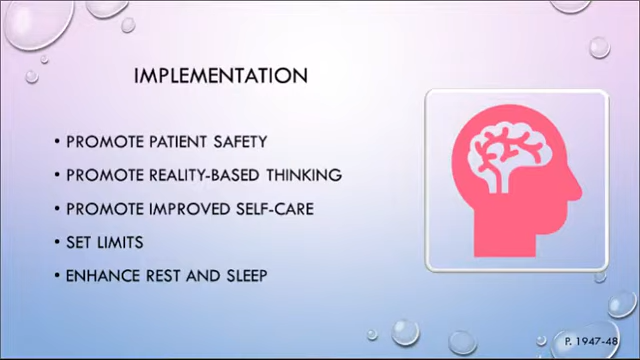 IMPLEMENTATION
• PROMOTE PATIENT SAFETY
• PROMOTE REALITY-BASED THINKING
• PROMOTE IMPROVED SELF-CARE
• SET LIMITS
• ENHANCE REST AND SLEEP
P. 1947-48